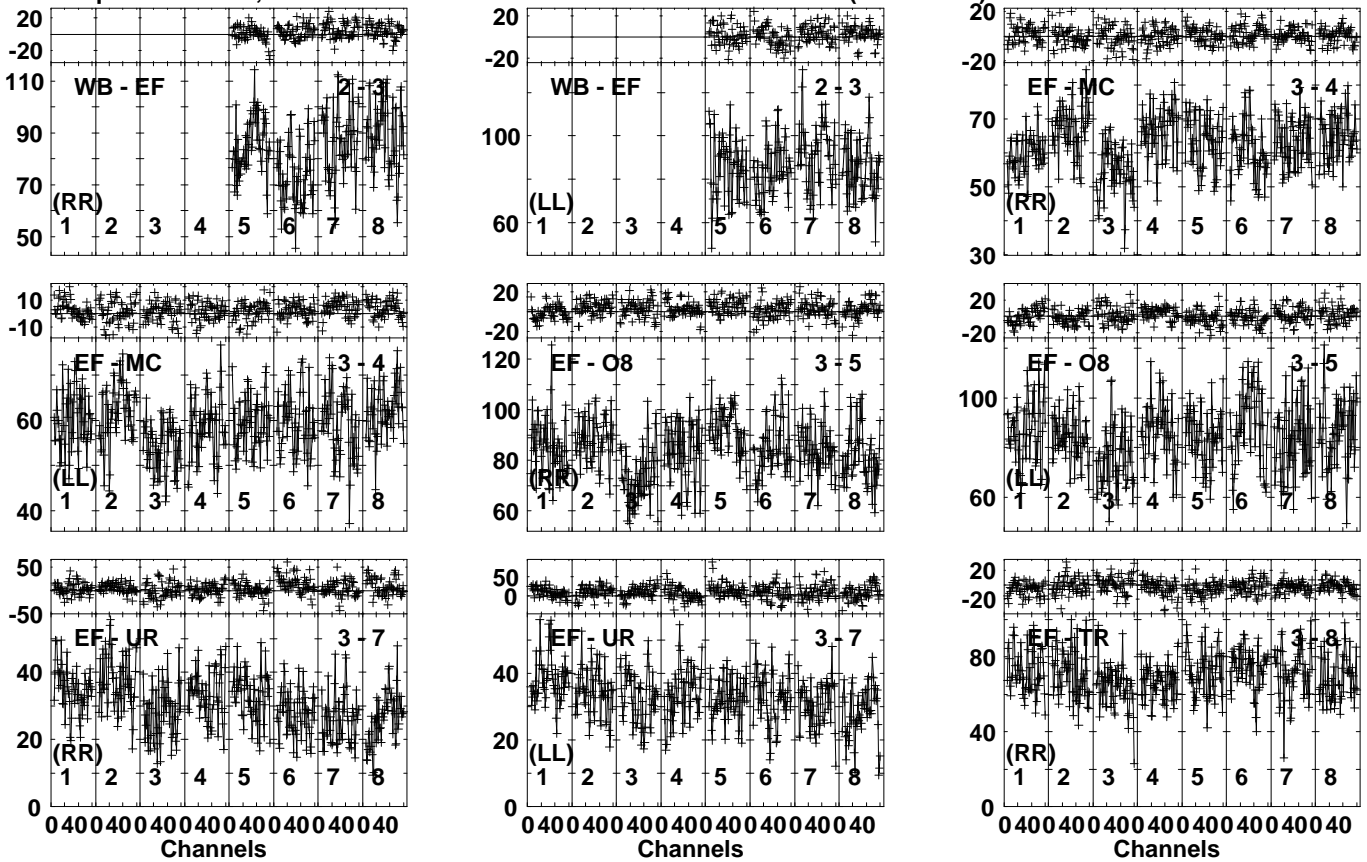 20
-20
WB - EF 2 - 3
110
90
70
50
(RR)
1 2 3 4 5 6 7 8
20
-20
WB - EF 2 - 3
100
60
(LL)
1 2 3 4 5 6 7 8
20
-20
EF - MC 3 - 4
70
50
30
(RR)
1 2 3 4 5 6 7 8
10
-10
EF - MC 3 - 4
60
40
(LL)
1 2 3 4 5 6 7 8
20
-20
EF - O8 3 - 5
120
100
80
60
(RR)
1 2 3 4 5 6 7 8
20
-20
EF - O8 3 - 5
100
60
(LL)
1 2 3 4 5 6 7 8
50
-50
EF - UR 3 - 7
40
20
0
(RR)
1 2 3 4 5 6 7 8
0 40 0 40 0 40 0 40 0 40 0 40 0 40 0 40
Channels
50
0
EF - UR 3 - 7
40
20
0
(LL)
1 2 3 4 5 6 7 8
0 40 0 40 0 40 0 40 0 40 0 40 0 40 0 40
Channels
20
-20
EF - TR 3 - 8
80
40
0
(RR)
1 2 3 4 5 6 7 8
0 40 0 40 0 40 0 40 0 40 0 40 0 40 0 40
Channels